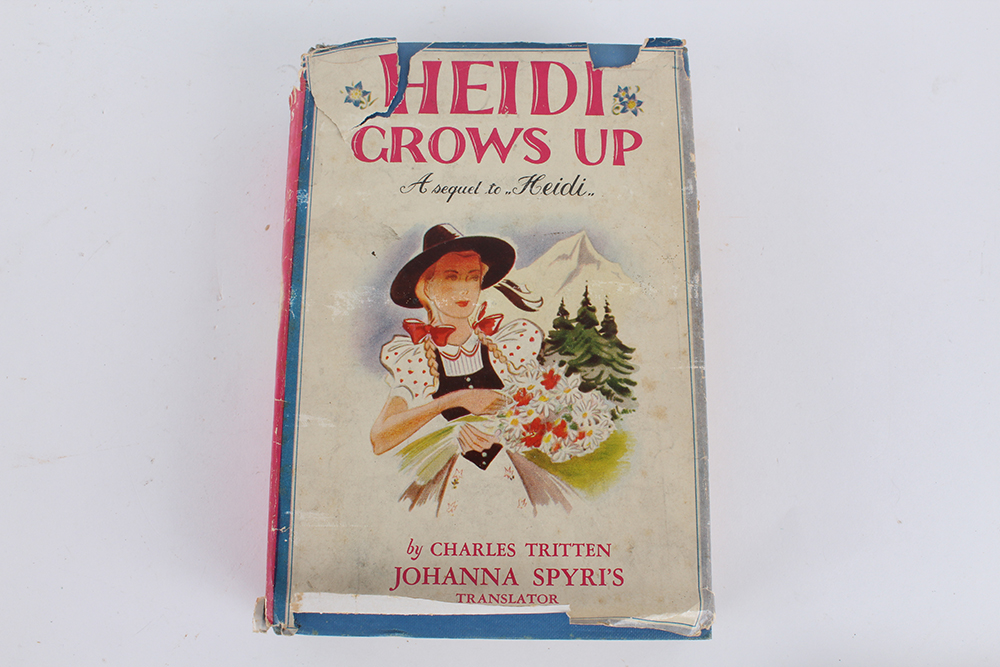 HEIDI
GROWS UP
A sequel to „Heidi„
by CHARLES TRITTEN
JOHANNA SPYRI'S
TRANSLATOR